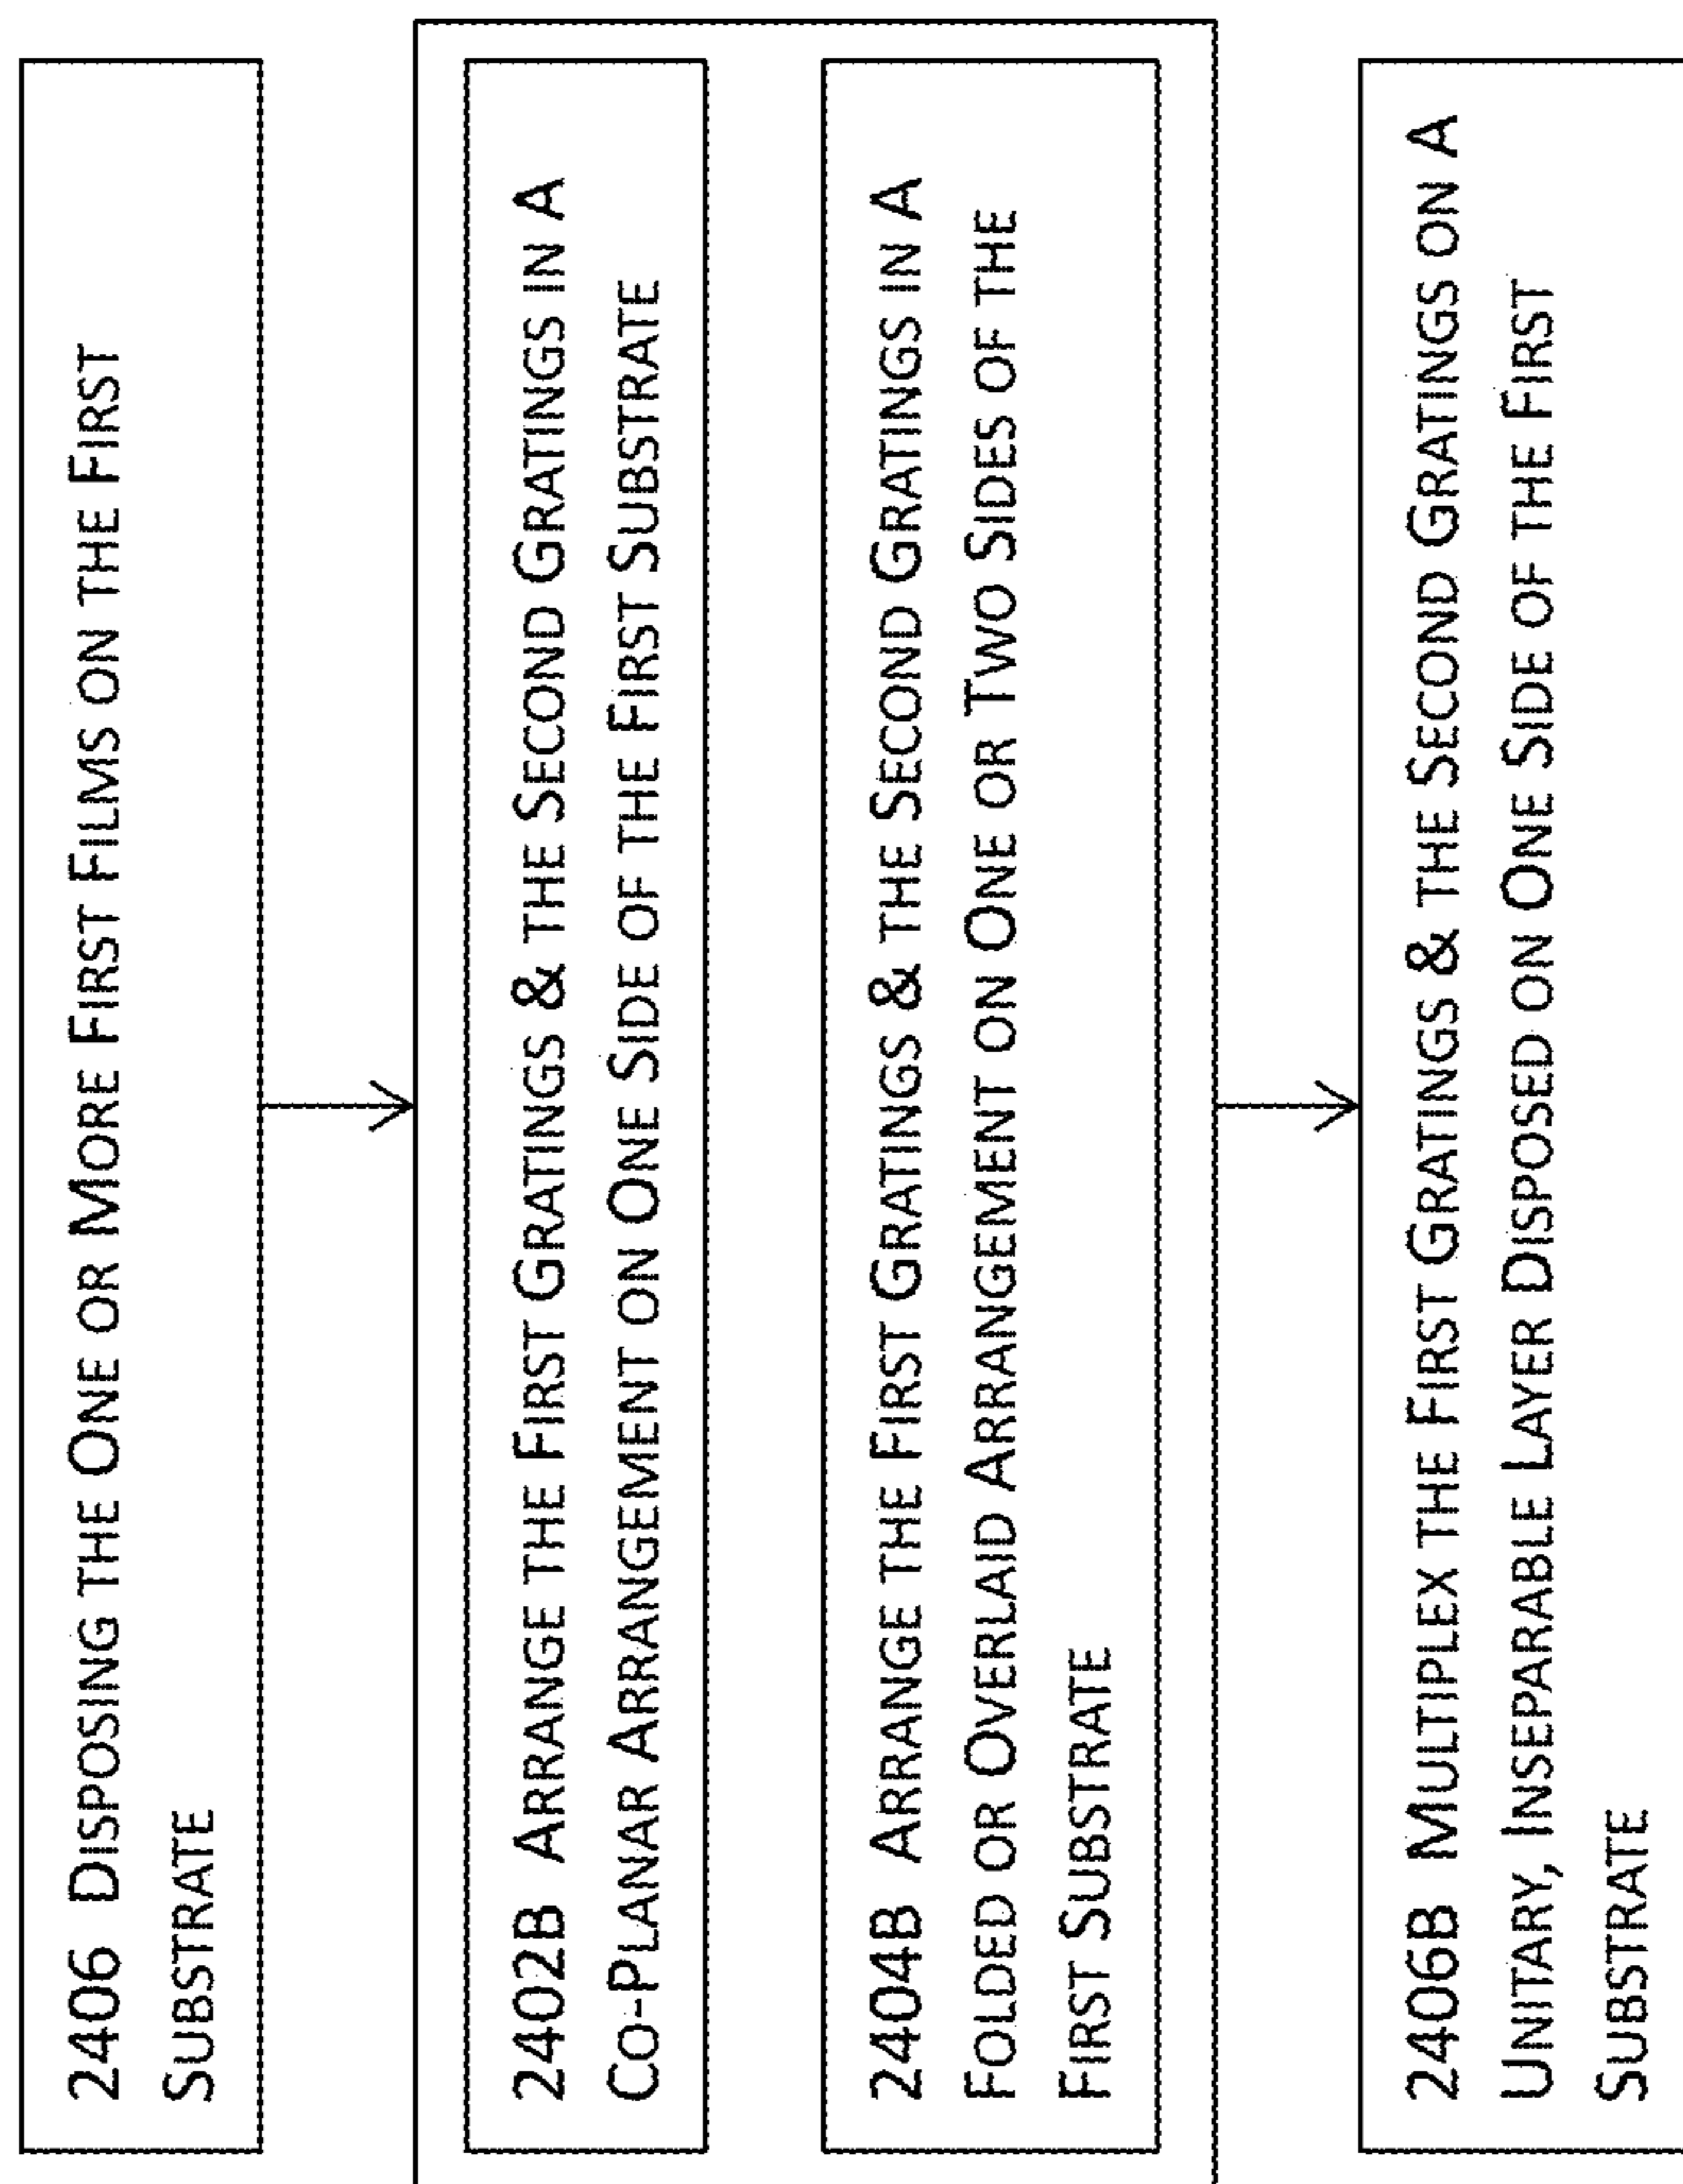 2406 Disposing the One or More First Films on the First
Substrate
2402B Arrange the First Gratings & the Second Gratings in a
Co-Planar Arrangement on One Side of the First Substrate
2404B Arrange the First Gratings & the Second Gratings in a
Folded or Overlaid Arrangement on One or Two Sides of the
First Substrate
2406B Multiplex the First Gratings & the Second Gratings on a
Unitary, Inseparable Layer Disposed on One Side of the First
Substrate